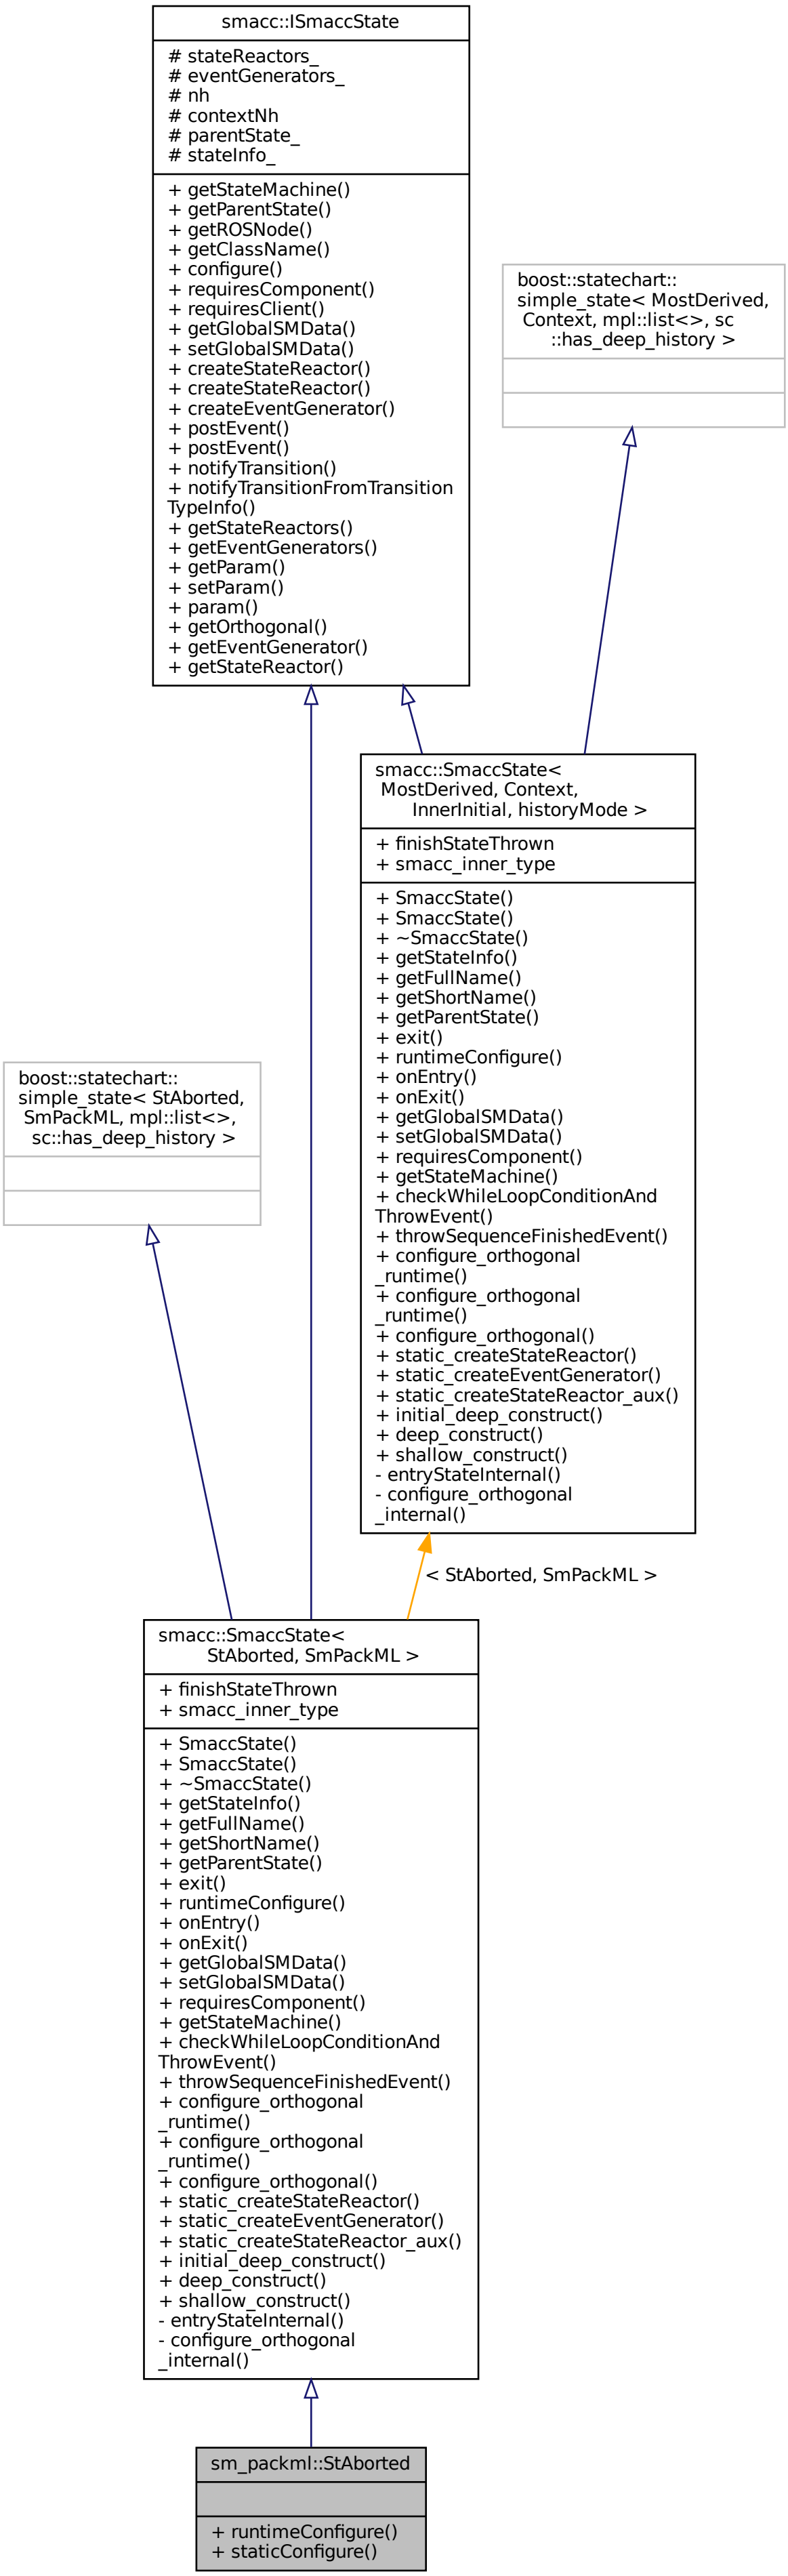 smacc::ISmaccState
# stateReactors_
# eventGenerators_
# nh
# contextNh
# parentState_
# stateInfo_
+ getStateMachine()
+ getParentState()
+ getROSNode()
+ getClassName()
+ configure()
+ requiresComponent()
+ requiresClient()
+ getGlobalSMData()
+ setGlobalSMData()
+ createStateReactor()
+ createStateReactor()
+ createEventGenerator()
+ postEvent()
+ postEvent()
+ notifyTransition()
+ notifyTransitionFromTransition
TypeInfo()
+ getStateReactors()
+ getEventGenerators()
+ getParam()
+ setParam()
+ param()
+ getOrthogonal()
+ getEventGenerator()
+ getStateReactor()
boost::statechart::
simple_state< MostDerived,
Context, mpl::list<>, sc
::has_deep_history >
smacc::SmaccState<
MostDerived, Context,
InnerInitial, historyMode >
+ finishStateThrown
+ smacc_inner_type
+ SmaccState()
+ SmaccState()
+ ~SmaccState()
+ getStateInfo()
+ getFullName()
+ getShortName()
+ getParentState()
+ exit()
+ runtimeConfigure()
+ onEntry()
+ onExit()
+ getGlobalSMData()
+ setGlobalSMData()
+ requiresComponent()
+ getStateMachine()
+ checkWhileLoopConditionAnd
ThrowEvent()
+ throwSequenceFinishedEvent()
+ configure_orthogonal
_runtime()
+ configure_orthogonal
_runtime()
+ configure_orthogonal()
+ static_createStateReactor()
+ static_createEventGenerator()
+ static_createStateReactor_aux()
+ initial_deep_construct()
+ deep_construct()
+ shallow_construct()
- entryStateInternal()
- configure_orthogonal
_internal()
boost::statechart::
simple_state< StAborted,
SmPackML, mpl::list<>,
sc::has_deep_history >
< StAborted, SmPackML >
smacc::SmaccState<
StAborted, SmPackML >
+ finishStateThrown
+ smacc_inner_type
+ SmaccState()
+ SmaccState()
+ ~SmaccState()
+ getStateInfo()
+ getFullName()
+ getShortName()
+ getParentState()
+ exit()
+ runtimeConfigure()
+ onEntry()
+ onExit()
+ getGlobalSMData()
+ setGlobalSMData()
+ requiresComponent()
+ getStateMachine()
+ checkWhileLoopConditionAnd
ThrowEvent()
+ throwSequenceFinishedEvent()
+ configure_orthogonal
_runtime()
+ configure_orthogonal
_runtime()
+ configure_orthogonal()
+ static_createStateReactor()
+ static_createEventGenerator()
+ static_createStateReactor_aux()
+ initial_deep_construct()
+ deep_construct()
+ shallow_construct()
- entryStateInternal()
- configure_orthogonal
_internal()
sm_packml::StAborted
+ runtimeConfigure()
+ staticConfigure()